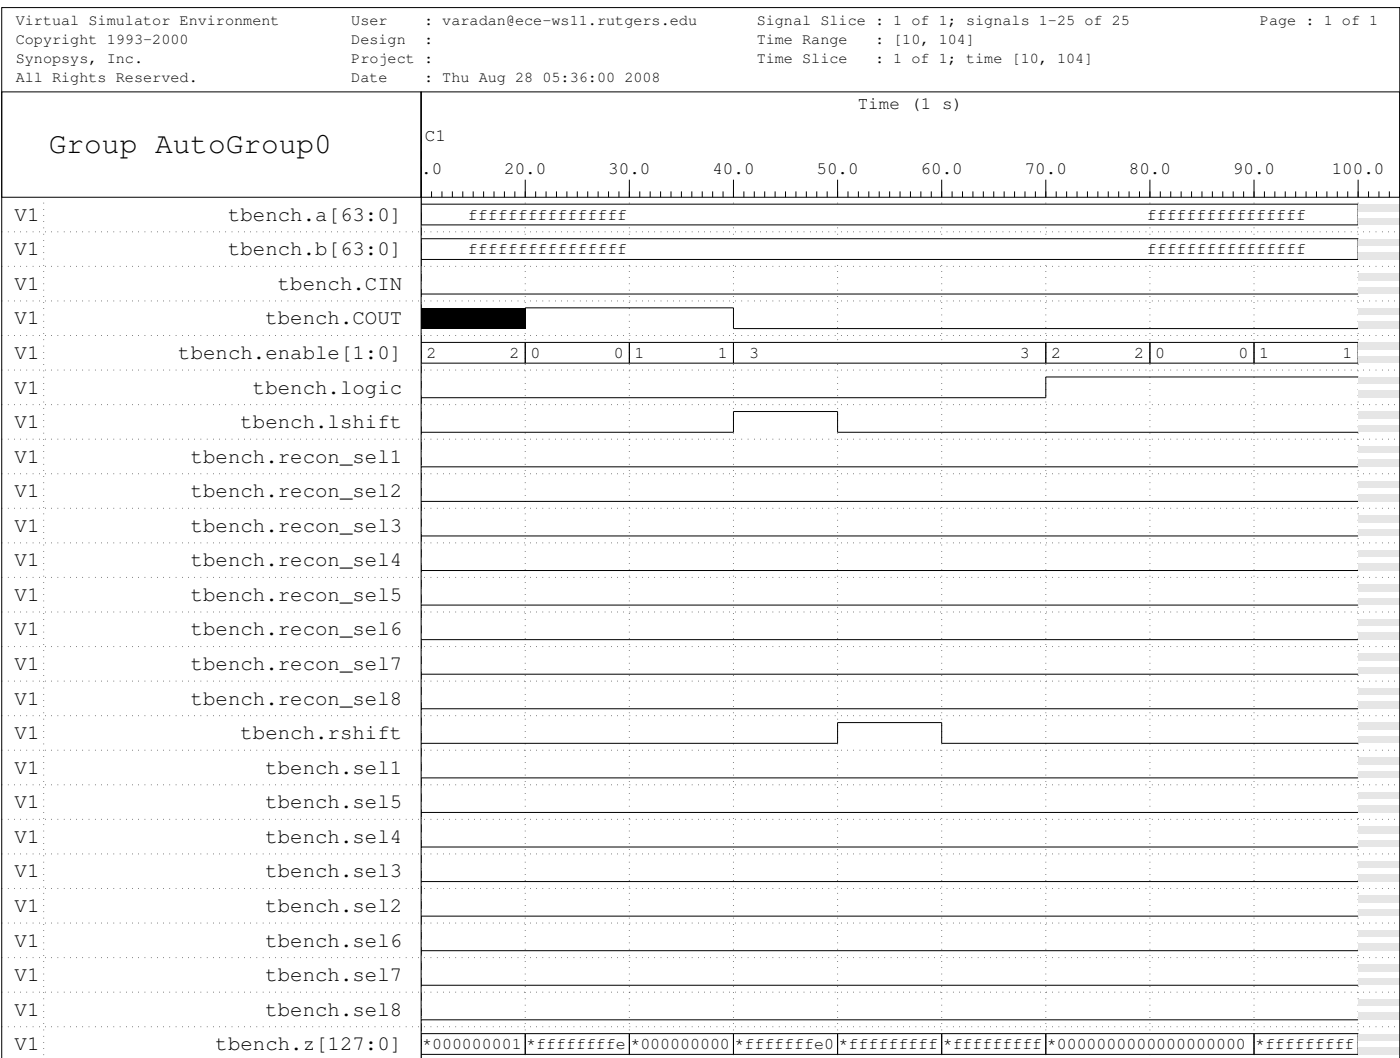 Virtual Simulator Environment User : varadan@ece-ws11.rutgers.edu Signal Slice : 1 of 1; signals 1-25 of 25 Page : 1 of 1
Copyright 1993-2000 Design : Time Range : [10, 104]
Synopsys, Inc. Project : Time Slice : 1 of 1; time [10, 104]
All Rights Reserved. Date : Thu Aug 28 05:36:00 2008
Time (1 s)
Group AutoGroup0
C1
.0 20.0 30.0 40.0 50.0 60.0 70.0 80.0 90.0 100.0
V1 tbench.a[63:0] ffffffffffffffff ffffffffffffffff
V1 tbench.b[63:0] ffffffffffffffff ffffffffffffffff
V1 tbench.CIN
V1 tbench.COUT
V1 tbench.enable[1:0] 2 2 0 0 1 1 3 3 2 2 0 0 1 1
V1 tbench.logic
V1 tbench.lshift
V1 tbench.recon_sel1
V1 tbench.recon_sel2
V1 tbench.recon_sel3
V1 tbench.recon_sel4
V1 tbench.recon_sel5
V1 tbench.recon_sel6
V1 tbench.recon_sel7
V1 tbench.recon_sel8
V1 tbench.rshift
V1 tbench.sel1
V1 tbench.sel5
V1 tbench.sel4
V1 tbench.sel3
V1 tbench.sel2
V1 tbench.sel6
V1 tbench.sel7
V1 tbench.sel8
V1 tbench.z[127:0] *000000001 *ffffffffe *000000000 *fffffffe0 *fffffffff *fffffffff *0000000000000000000 *fffffffff